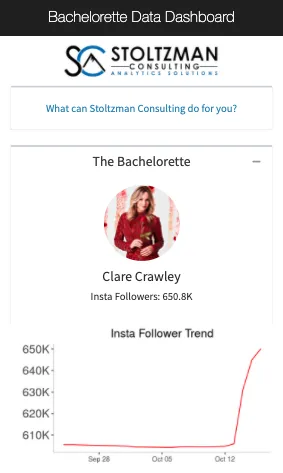 Bachelorette Data Dashboard
SC STOLTZMAN
CONSULTING
ANALYTICS SOLUTIONS
What can Stoltzman Consulting do for you?
The Bachelorette
Clare Crawley
Insta Followers: 650.8K
Insta Follower Trend
650K
640K
630K
620K
610K
Sep 28 Oct 05 Oct 12